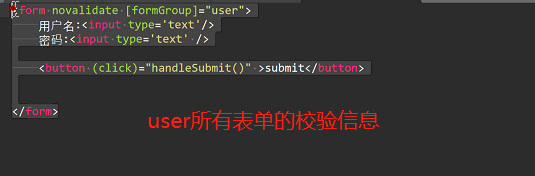 <form novalidate [formGroup]="user">
用户名:<input type='text'/>
密码:<input type='text' />
<button (click)="handleSubmit()" >submit</button>
</form>
user所有表单的校验信息